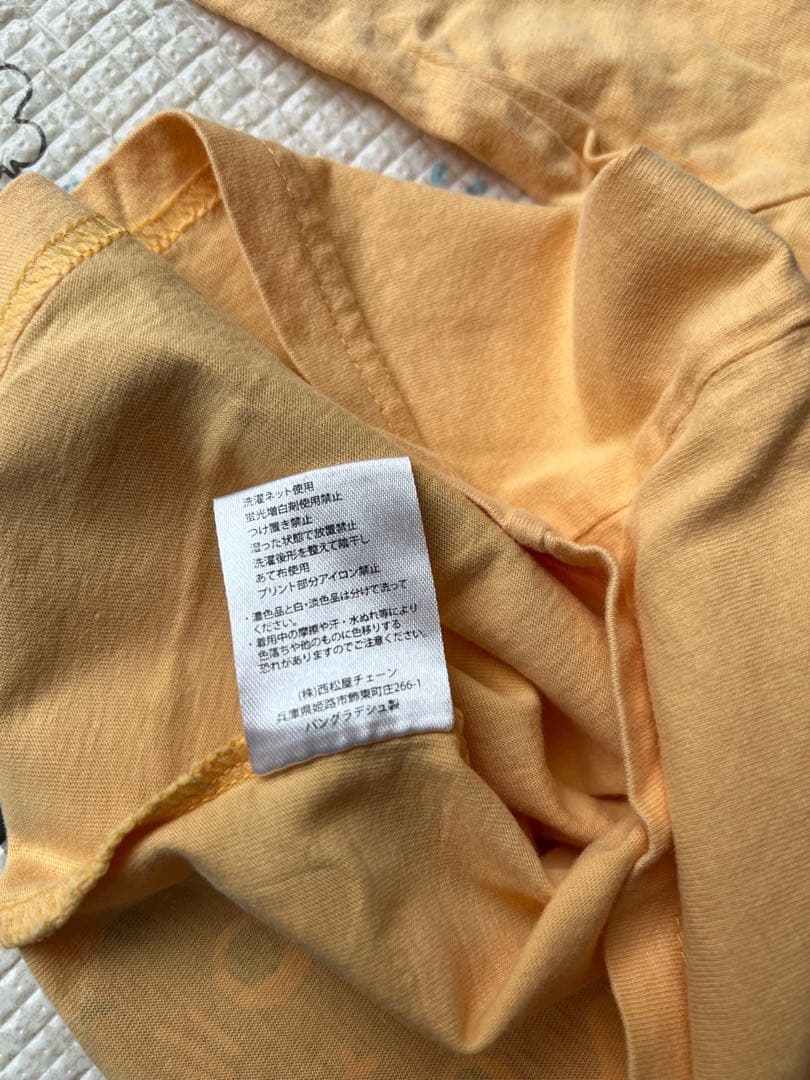 洗濯ネット使用
蛍光増白剤使用禁止
つけ置き禁止
湿った状態で放置禁止
洗濯後形を整えて陰干し
あて布使用
プリント部分アイロン禁止
・濃色品と白・淡色品は分けて洗って
ください。
・着用中の摩擦や汗・水ぬれ等により
色落ちや他のものに色移りする
恐れがありますのでご注意ください。
(株)西松屋チェーン
兵庫県姫路市飾東町庄266-1
バングラデシュ製